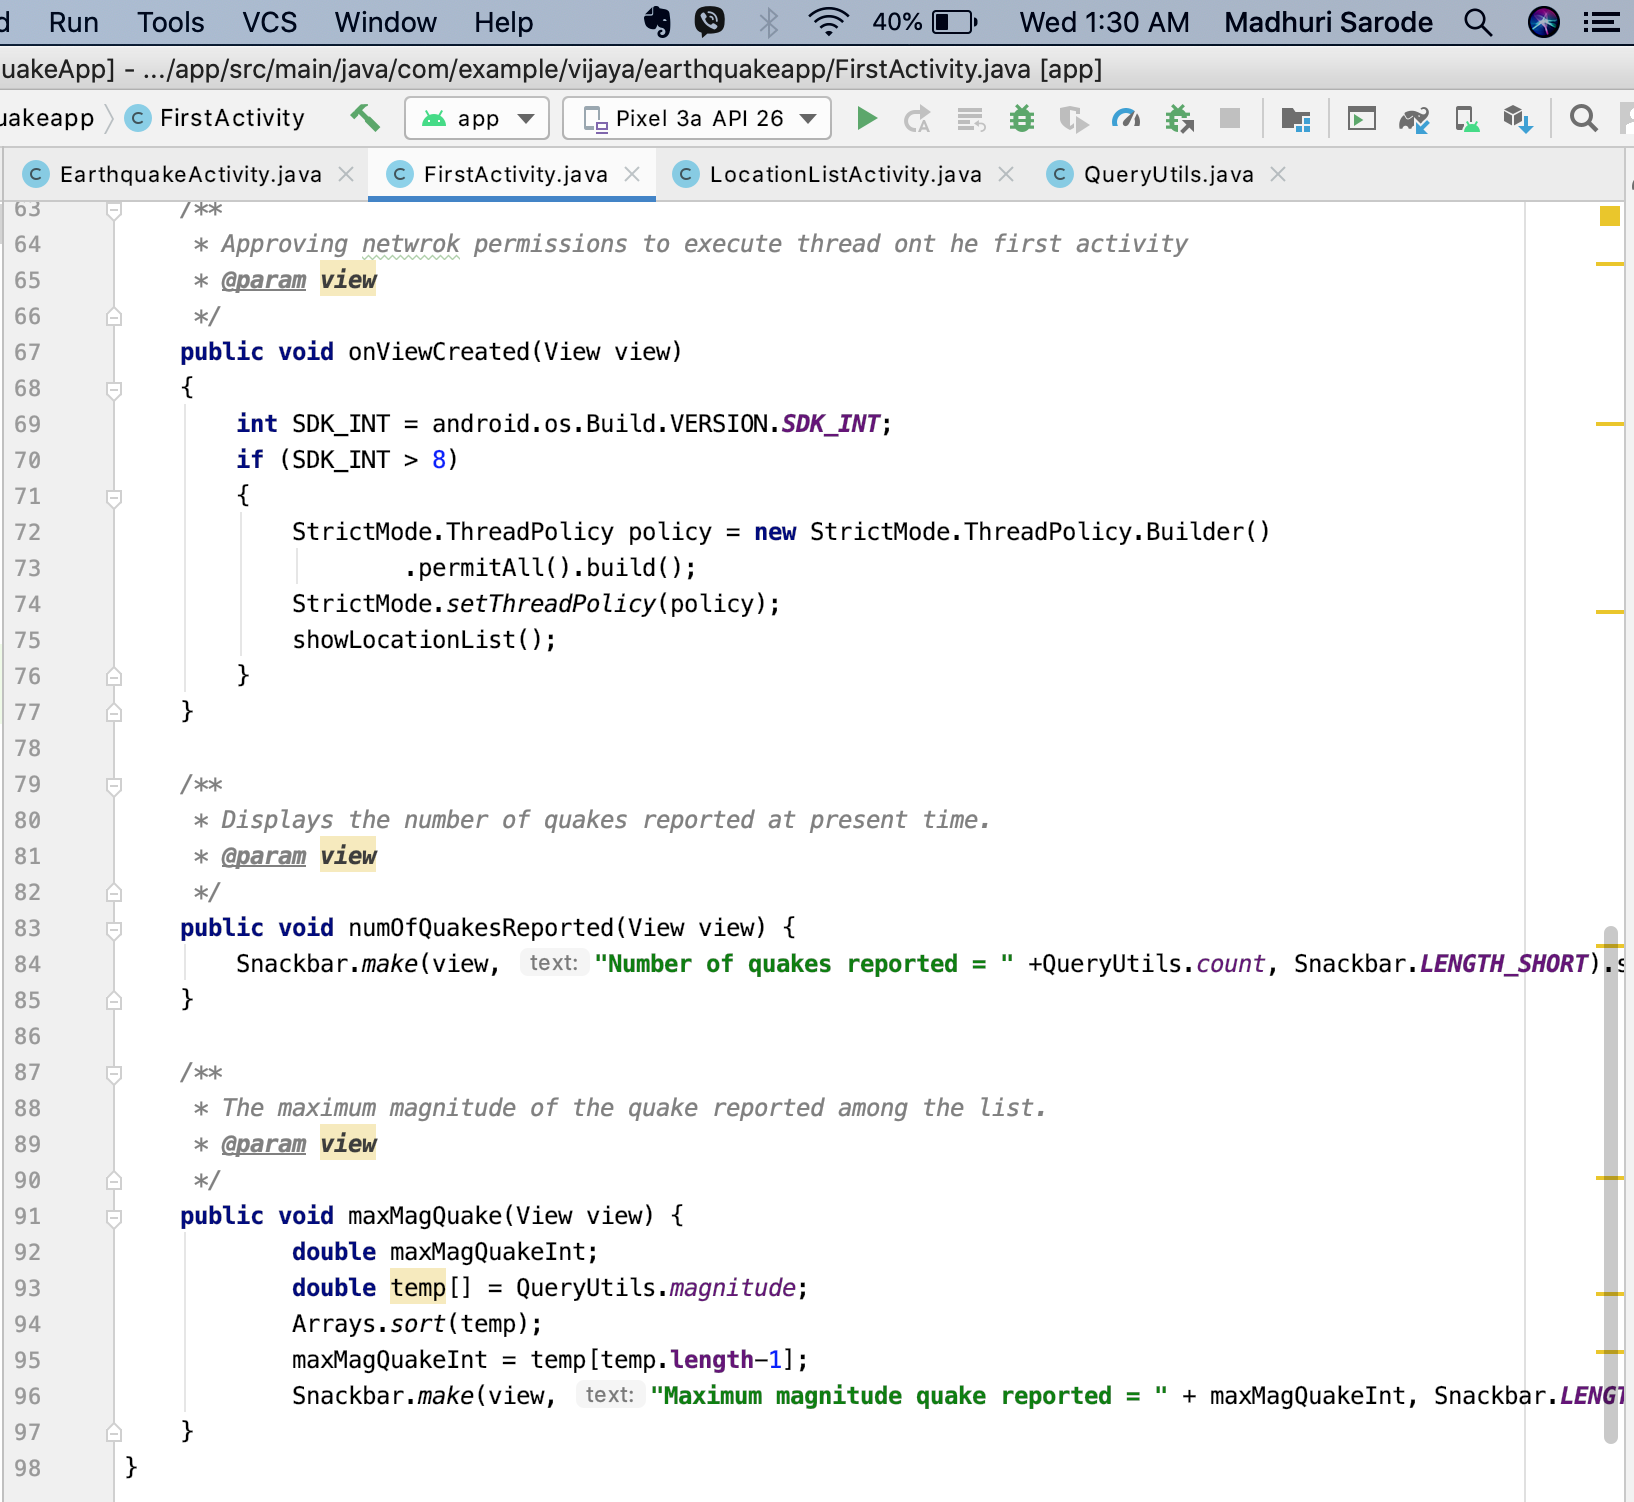 Run Tools VCS Window Help 40% Wed 1:30 AM Madhuri Sarode
uakeApp] - .../app/src/main/java/com/example/vijaya/earthquakeapp/FirstActivity.java [app]
uakeapp C FirstActivity app Pixel 3a API 26
C EarthquakeActivity.java C FirstActivity.java C LocationListActivity.java C QueryUtils.java
63 /**
64 * Approving netwrok permissions to execute thread ont he first activity
65 * @param view
66 */
67 public void onViewCreated(View view)
68 {
69 int SDK_INT = android.os.Build.VERSION.SDK_INT;
70 if (SDK_INT > 8)
71 {
72 StrictMode.ThreadPolicy policy = new StrictMode.ThreadPolicy.Builder()
73 .permitAll().build();
74 StrictMode.setThreadPolicy(policy);
75 showLocationList();
76 }
77 }
78
79 /**
80 * Displays the number of quakes reported at present time.
81 * @param view
82 */
83 public void numOfQuakesReported(View view) {
84 Snackbar.make(view, text: "Number of quakes reported = " +QueryUtils.count, Snackbar.LENGTH_SHORT).s
85 }
86
87 /**
88 * The maximum magnitude of the quake reported among the list.
89 * @param view
90 */
91 public void maxMagQuake(View view) {
92 double maxMagQuakeInt;
93 double temp[] = QueryUtils.magnitude;
94 Arrays.sort(temp);
95 maxMagQuakeInt = temp[temp.length-1];
96 Snackbar.make(view, text: "Maximum magnitude quake reported = " + maxMagQuakeInt, Snackbar.LENGT
97 }
98 }